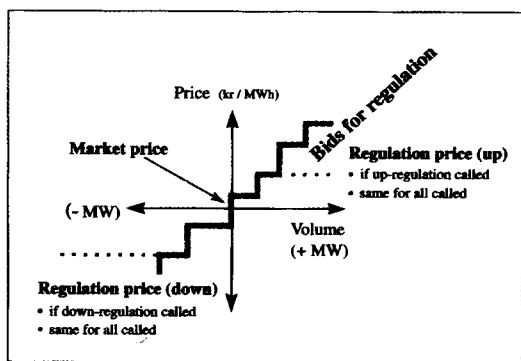 Price (kr / MWh)
Bids for regulation
Market price
Regulation price (up)
• if up-regulation called
• same for all called
(- MW)
Volume
(+ MW)
Regulation price (down)
• if down-regulation called
• same for all called